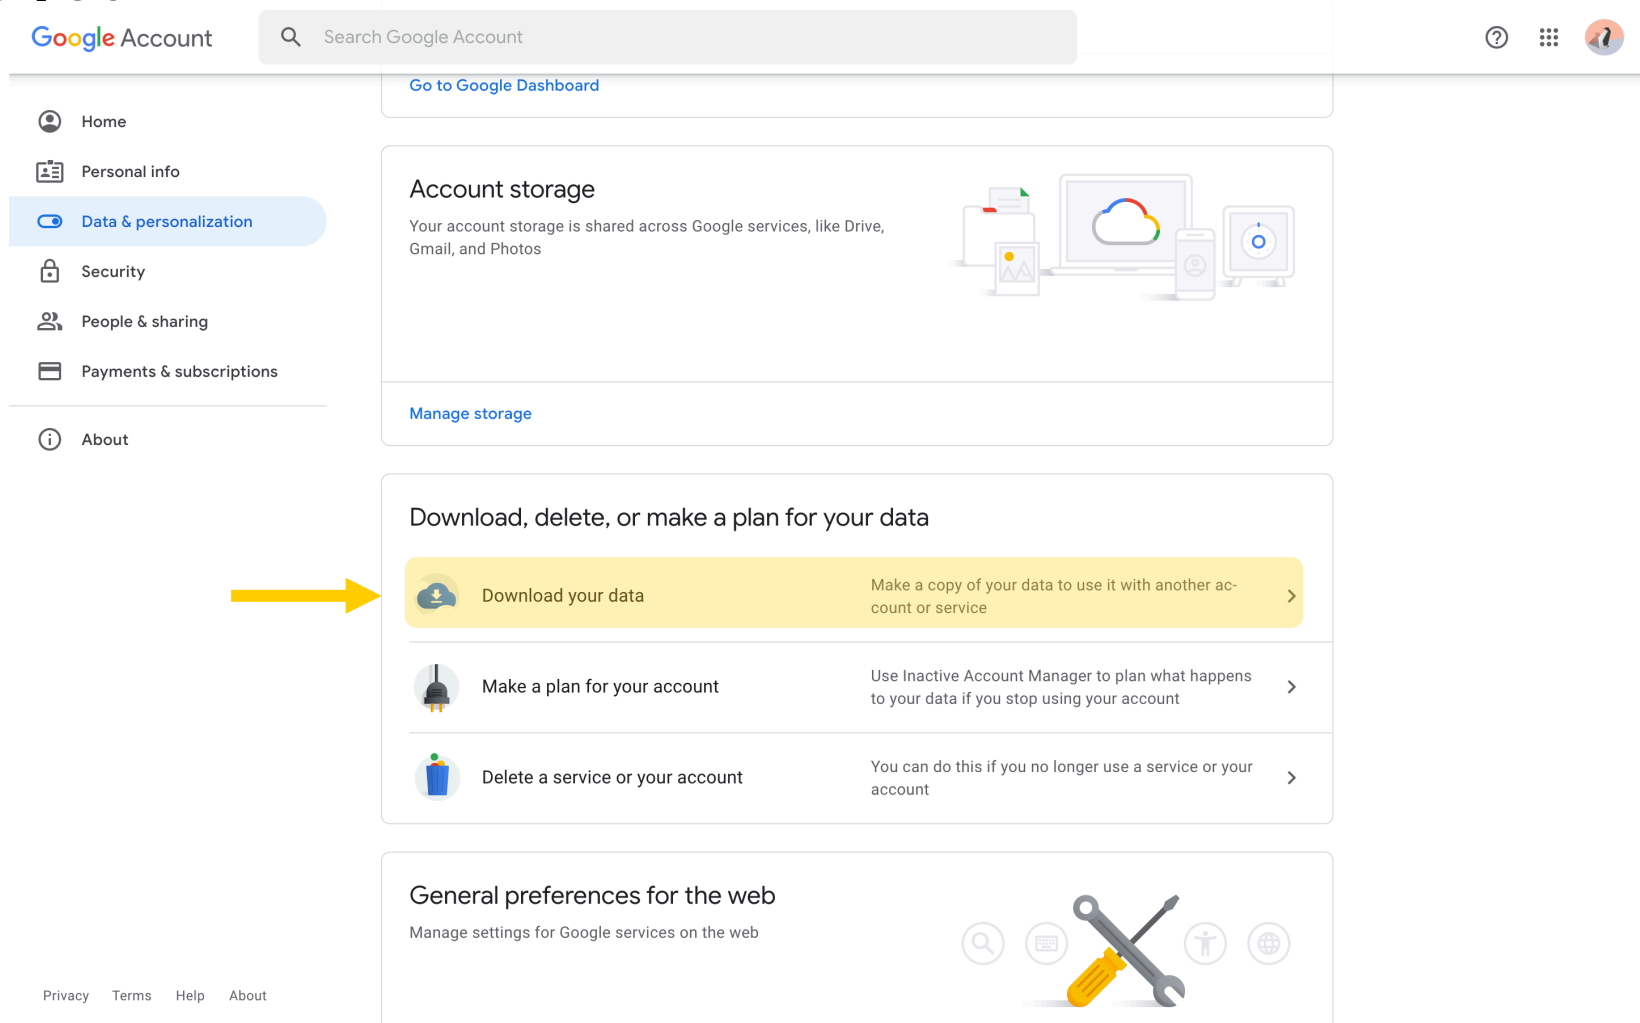 Google Account
Search Google Account
Go to Google Dashboard
Home
Personal info
Data & personalization
Security
People & sharing
Payments & subscriptions
About
Account storage
Your account storage is shared across Google services, like Drive,
Gmail, and Photos
Manage storage
Download, delete, or make a plan for your data
Download your data
Make a copy of your data to use it with another ac-
count or service
Make a plan for your account
Use Inactive Account Manager to plan what happens
to your data if you stop using your account
Delete a service or your account
You can do this if you no longer use a service or your
account
General preferences for the web
Manage settings for Google services on the web
Privacy Terms Help About